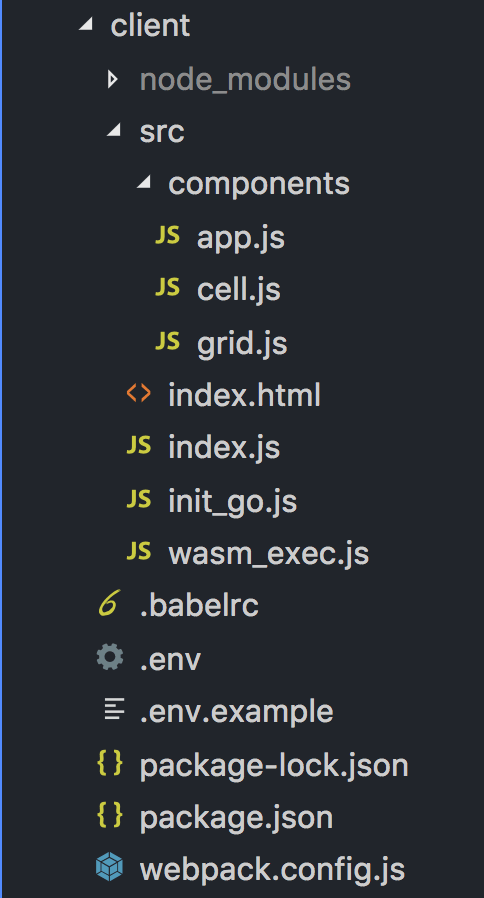 client
node_modules
src
components
JS app.js
JS cell.js
JS grid.js
<> index.html
JS index.js
JS init_go.js
JS wasm_exec.js
6 .babelrc
.env
.env.example
{} package-lock.json
{} package.json
webpack.config.js